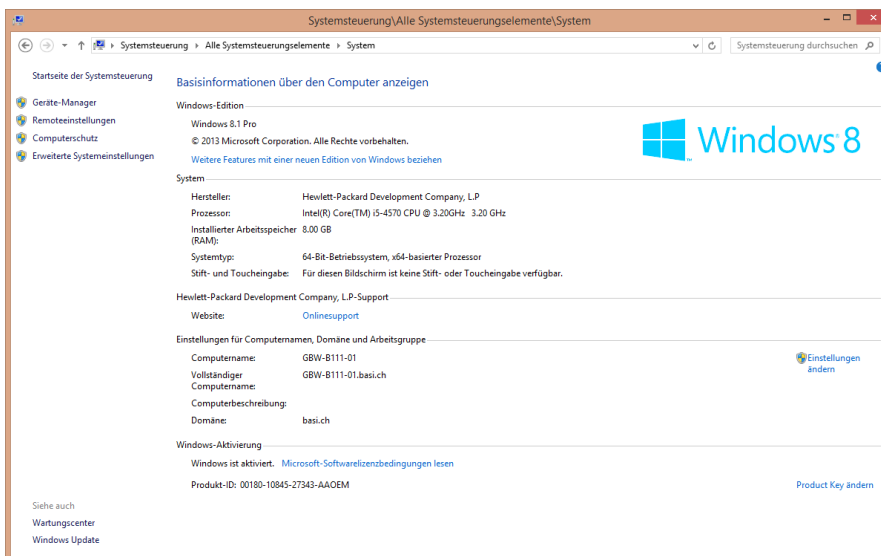 Systemsteuerung\Alle Systemsteuerungselemente\System
Systemsteuerung Alle Systemsteuerungselemente System
Systemsteuerung durchsuchen
Startseite der Systemsteuerung
Geräte-Manager
Remoteeinstellungen
Computerschutz
Erweiterte Systemeinstellungen
Basisinformationen über den Computer anzeigen
Windows-Edition
Windows 8.1 Pro
© 2013 Microsoft Corporation. Alle Rechte vorbehalten.
Weitere Features mit einer neuen Edition von Windows beziehen
Windows 8
System
Hersteller: Hewlett-Packard Development Company, L.P
Prozessor: Intel(R) Core(TM) i5-4570 CPU @ 3.20GHz 3.20 GHz
Installierter Arbeitsspeicher 8.00 GB
(RAM):
Systemtyp: 64-Bit-Betriebssystem, x64-basierter Prozessor
Stift- und Toucheingabe: Für diesen Bildschirm ist keine Stift- oder Toucheingabe verfügbar.
Hewlett-Packard Development Company, L.P-Support
Website: Onlinesupport
Einstellungen für Computernamen, Domäne und Arbeitsgruppe
Computername: GBW-B111-01
Einstellungen
ändern
Vollständiger GBW-B111-01.basi.ch
Computername:
Computerbeschreibung:
Domäne: basi.ch
Windows-Aktivierung
Windows ist aktiviert. Microsoft-Softwarelizenzbedingungen lesen
Produkt-ID: 00180-10845-27343-AAOEM
Product Key ändern
Siehe auch
Wartungscenter
Windows Update